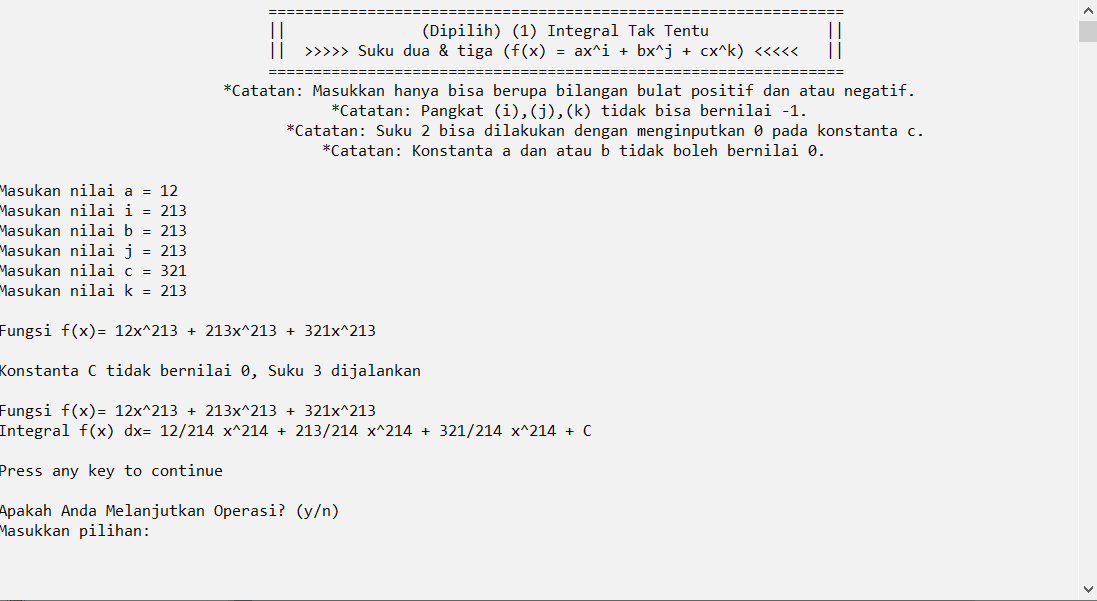 ================================================================
|| (Dipilih) (1) Integral Tak Tentu ||
|| >>>>> Suku dua & tiga (f(x) = ax^i + bx^j + cx^k) <<<<< ||
================================================================
*Catatan: Masukkan hanya bisa berupa bilangan bulat positif dan atau negatif.
*Catatan: Pangkat (i),(j),(k) tidak bisa bernilai -1.
*Catatan: Suku 2 bisa dilakukan dengan menginputkan 0 pada konstanta c.
*Catatan: Konstanta a dan atau b tidak boleh bernilai 0.
Masukan nilai a = 12
Masukan nilai i = 213
Masukan nilai b = 213
Masukan nilai j = 213
Masukan nilai c = 321
Masukan nilai k = 213
Fungsi f(x)= 12x^213 + 213x^213 + 321x^213
Konstanta C tidak bernilai 0, Suku 3 dijalankan
Fungsi f(x)= 12x^213 + 213x^213 + 321x^213
Integral f(x) dx= 12/214 x^214 + 213/214 x^214 + 321/214 x^214 + C
Press any key to continue
Apakah Anda Melanjutkan Operasi? (y/n)
Masukkan pilihan: